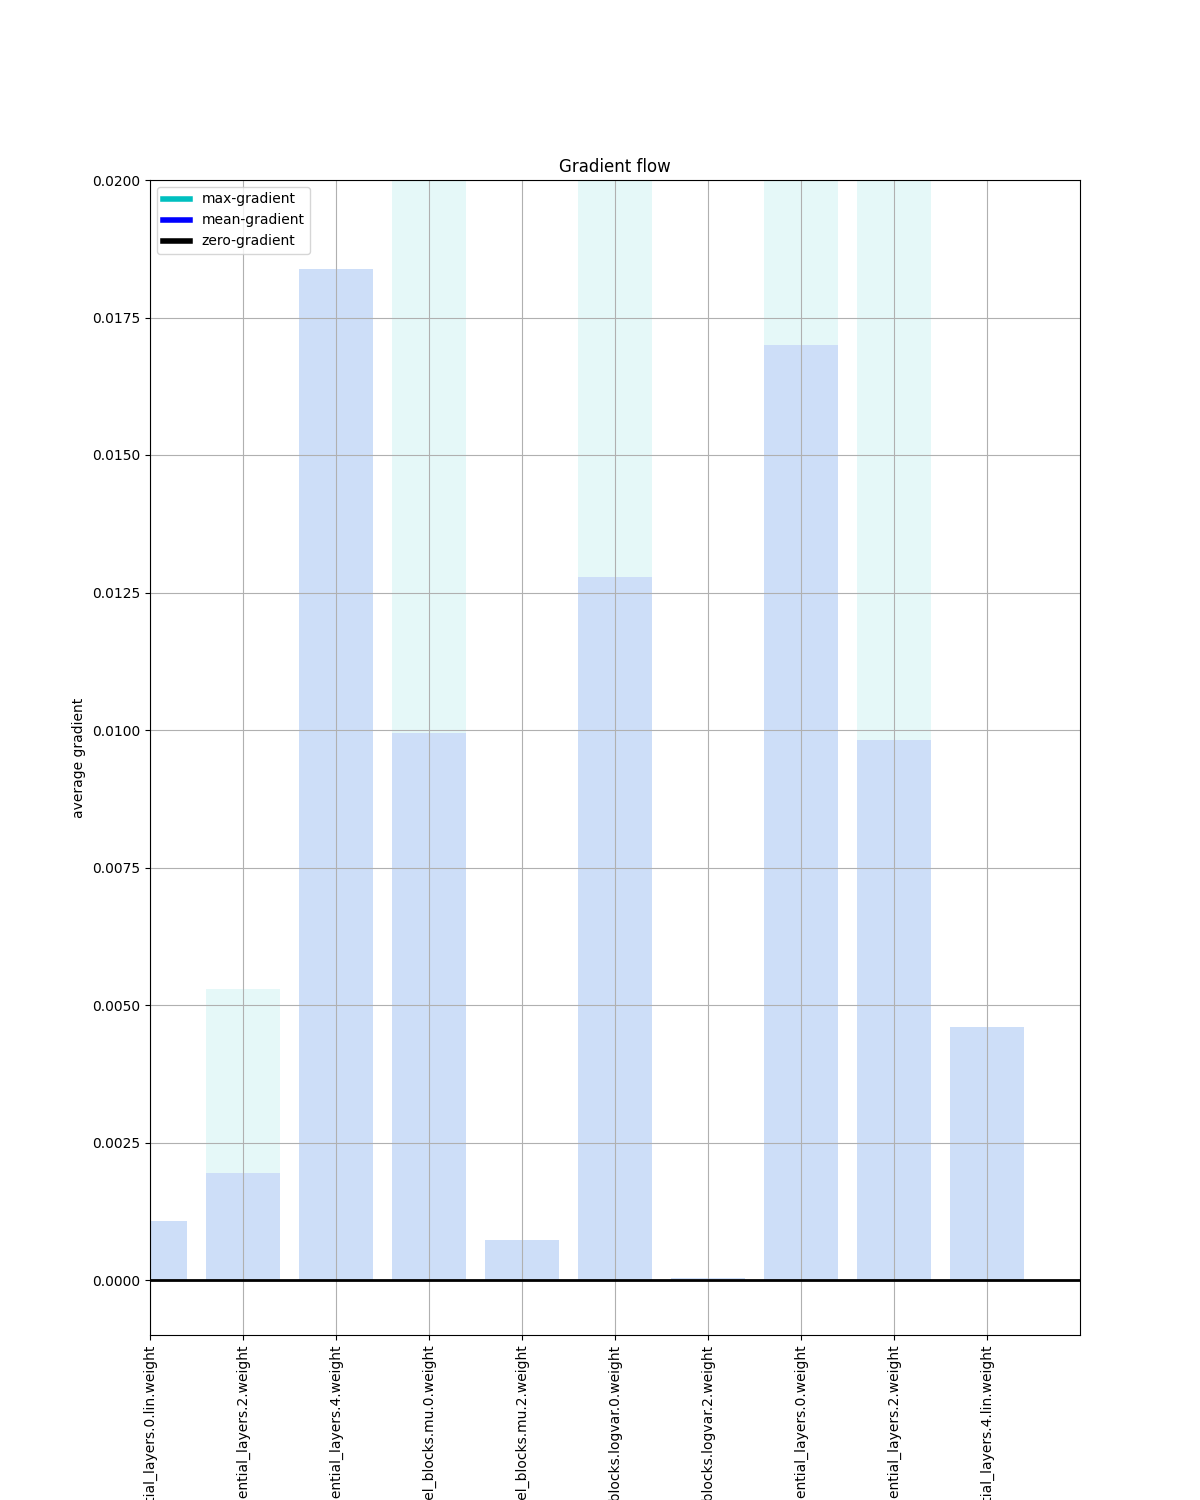 Gradient flow
max-gradient
mean-gradient
zero-gradient
average gradient
0.0200
0.0175
0.0150
0.0125
0.0100
0.0075
0.0050
0.0025
0.0000
tial_layers.0.lin.weight
ential_layers.2.weight
ential_layers.4.weight
el_blocks.mu.0.weight
el_blocks.mu.2.weight
blocks.logvar.0.weight
blocks.logvar.2.weight
ential_layers.0.weight
ential_layers.2.weight
tial_layers.4.lin.weight